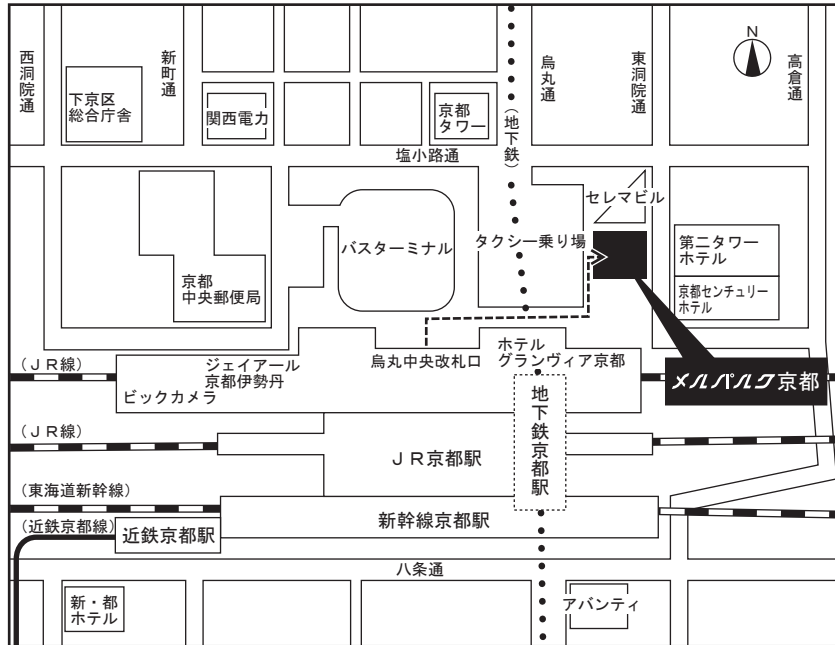 西洞院通
新町通
烏丸通
東洞院通
高倉通
N
下京区
総合庁舎
関西電力
京都
タワー
(地下鉄)
塩小路通
セレマビル
バスターミナル
タクシー乗り場
第二タワー
ホテル
京都
中央郵便局
京都センチュリー
ホテル
(JR線)
ジェイアール
京都伊勢丹
ビックカメラ
烏丸中央改札口
ホテル
グランヴィア京都
メルパルク京都
地下鉄京都駅
(JR線)
JR京都駅
(東海道新幹線)
新幹線京都駅
(近鉄京都線)
近鉄京都駅
八条通
新・都
ホテル
アバンティ